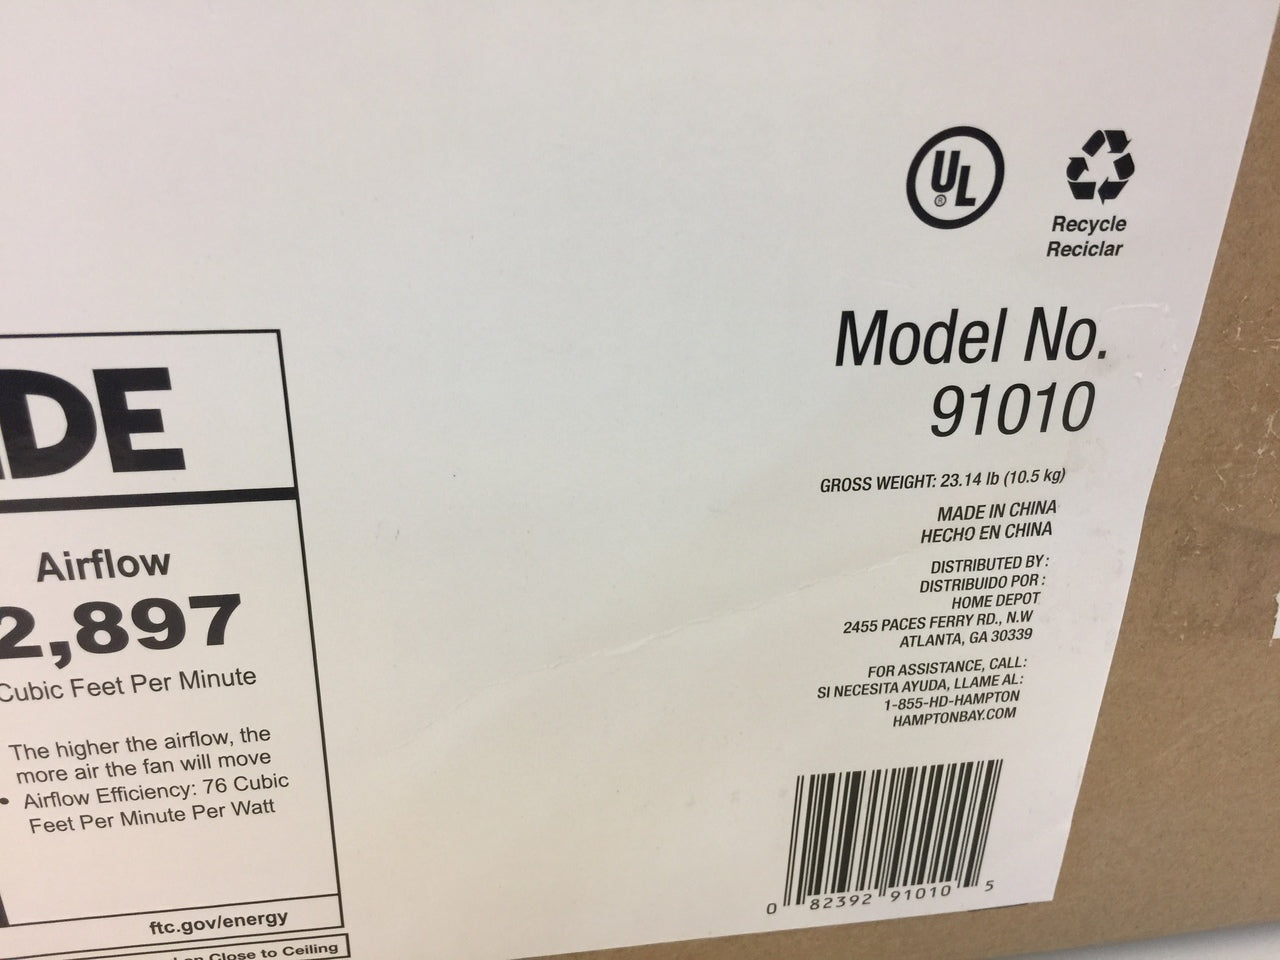 UL
®
Recycle
Reciclar
Model No.
91010
GROSS WEIGHT: 23.14 lb (10.5 kg)
MADE IN CHINA
HECHO EN CHINA
DISTRIBUTED BY:
DISTRIBUIDO POR:
HOME DEPOT
2455 PACES FERRY RD., N.W
ATLANTA, GA 30339
FOR ASSISTANCE, CALL:
SI NECESITA AYUDA, LLAME AL:
1-855-HD-HAMPTON
HAMPTONBAY.COM
0 82392 91010 5
DE
Airflow
2,897
Cubic Feet Per Minute
The higher the airflow, the
more air the fan will move
• Airflow Efficiency: 76 Cubic
Feet Per Minute Per Watt
ftc.gov/energy
Close to Ceiling